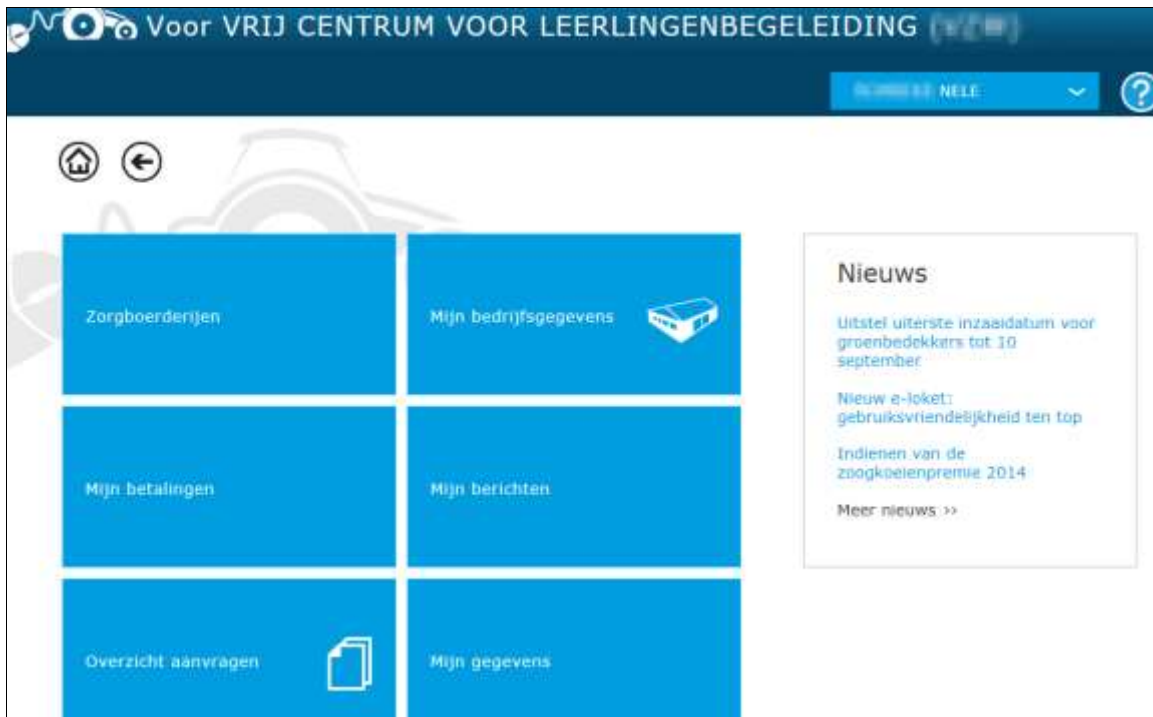 Voor VRIJ CENTRUM VOOR LEERLINGENBEGELEIDING
NELE
?
Zorgboerderijen
Mijn bedrijfsgegevens
Mijn betalingen
Mijn berichten
Overzicht aanvragen
Mijn gegevens
Nieuws
Uitstel uiterste inzaaidatum voor
groenbedekkers tot 10
september
Nieuw e-loket:
gebruiksvriendelijkheid ten top
Indienen van de
zoogkoeienpremie 2014
Meer nieuws >>